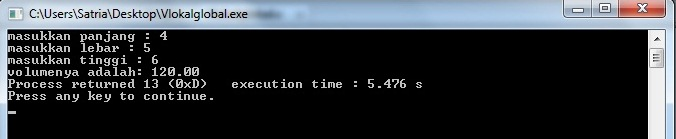 C:\Users\Satria\Desktop\Vlokalglobal.exe
masukkan panjang : 4
masukkan lebar : 5
masukkan tinggi : 6
volumenya adalah: 120.00
Process returned 13 (0xD)   execution time : 5.476 s
Press any key to continue.